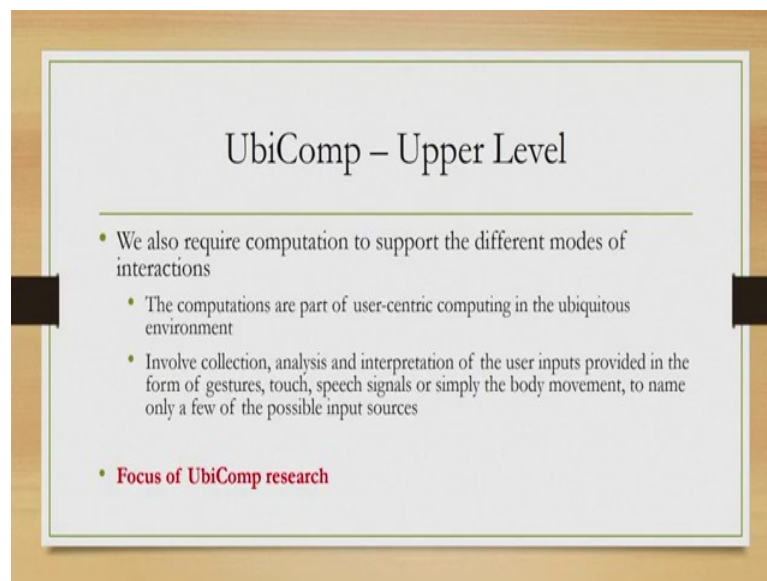 UbiComp – Upper Level
• We also require computation to support the different modes of
interactions
• The computations are part of user-centric computing in the ubiquitous
environment
• Involve collection, analysis and interpretation of the user inputs provided in the
form of gestures, touch, speech signals or simply the body movement, to name
only a few of the possible input sources
• Focus of UbiComp research